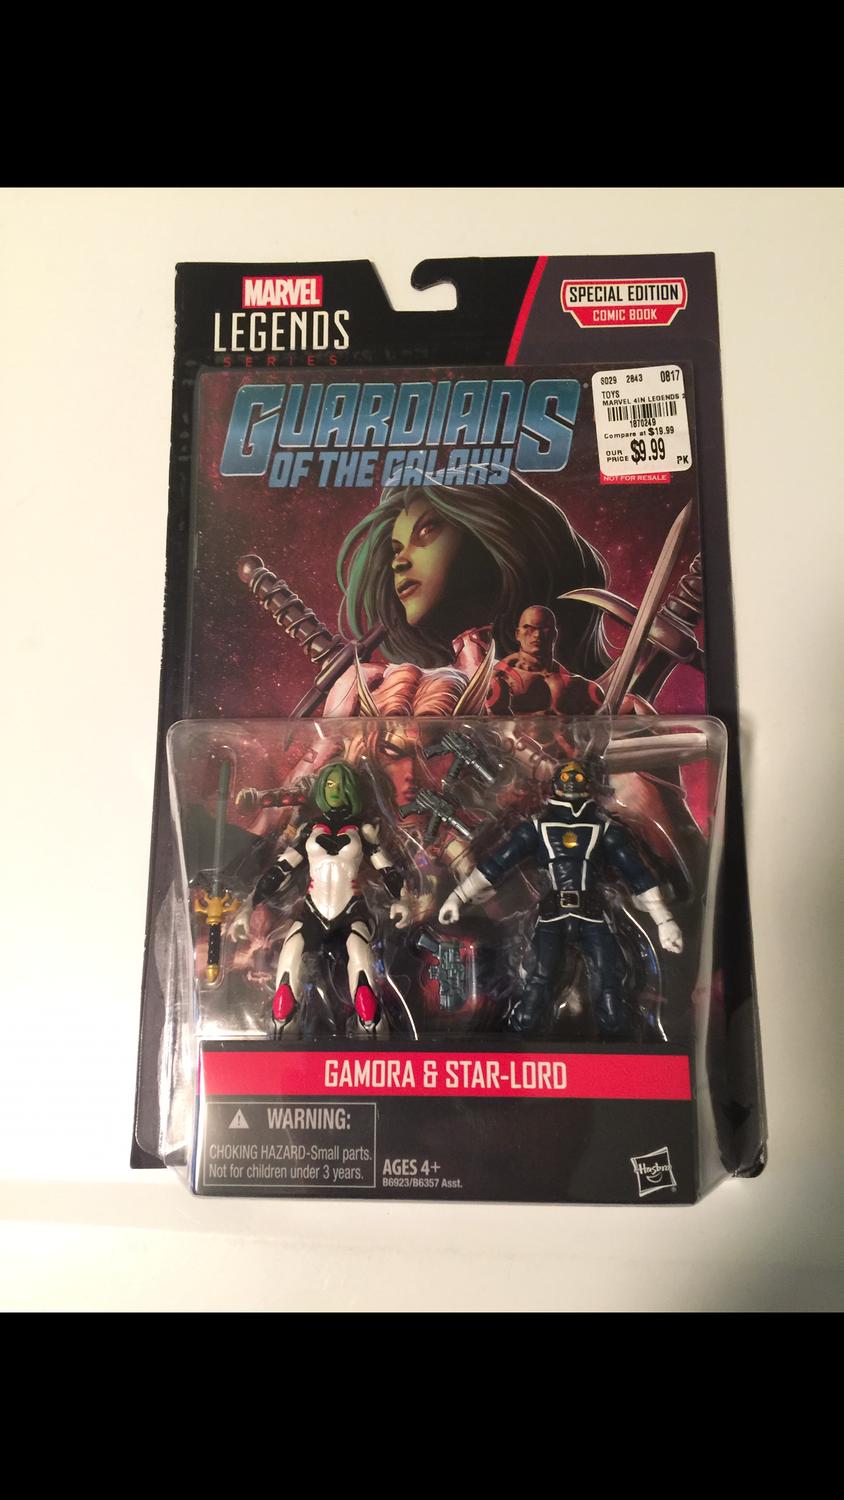 MARVEL
LEGENDS
SERIES
SPECIAL EDITION
COMIC BOOK
GUARDIANS
OF THE GALAXY
S029 2843 0817
TOYS
MARVEL 4IN LEGENDS 2
1870249
Compare at $19.99
OUR
PRICE $9.99 PK
NOT FOR RESALE
GAMORA & STAR-LORD
WARNING:
CHOKING HAZARD-Small parts.
Not for children under 3 years.
AGES 4+
B6923/B6357 Asst.
Hasbro